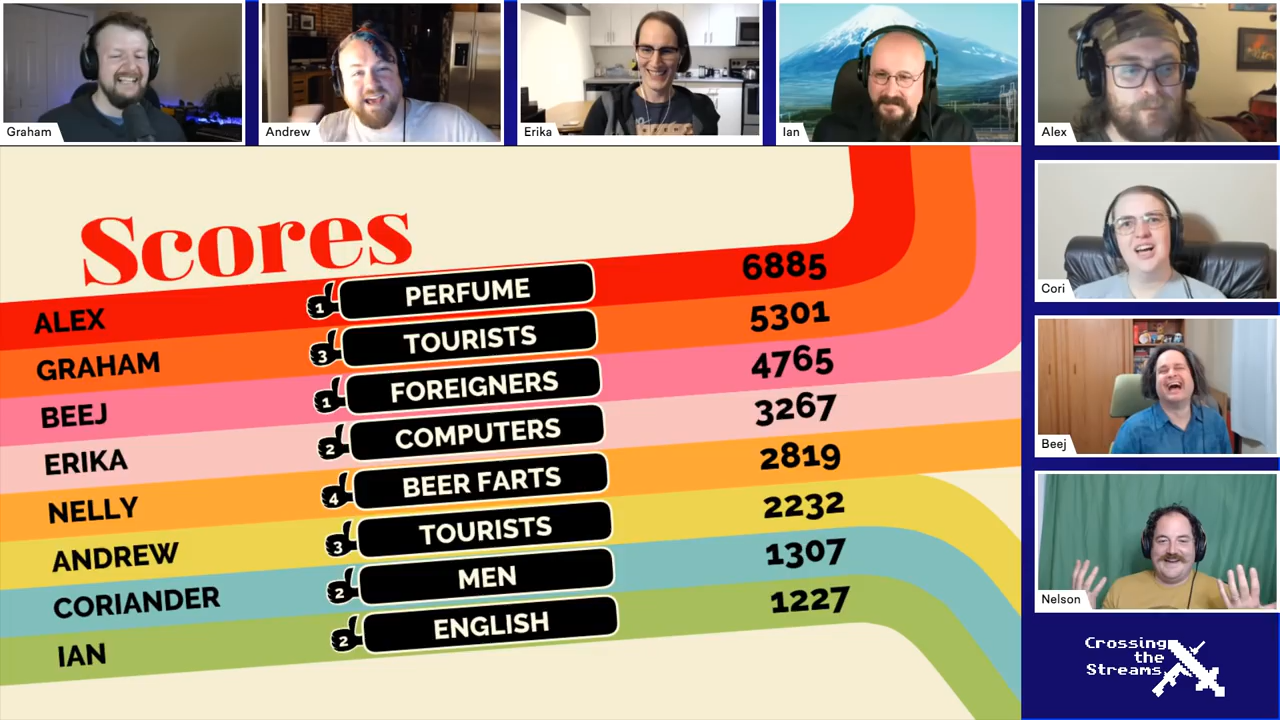 Graham
Andrew
Erika
Ian
Alex
Scores
ALEX 1 PERFUME 6885
GRAHAM 3 TOURISTS 5301
BEEJ 1 FOREIGNERS 4765
ERIKA 2 COMPUTERS 3267
NELLY 4 BEER FARTS 2819
ANDREW 3 TOURISTS 2232
CORIANDER 2 MEN 1307
IAN 2 ENGLISH 1227
Cori
Beej
Nelson
Crossing
the
Streams